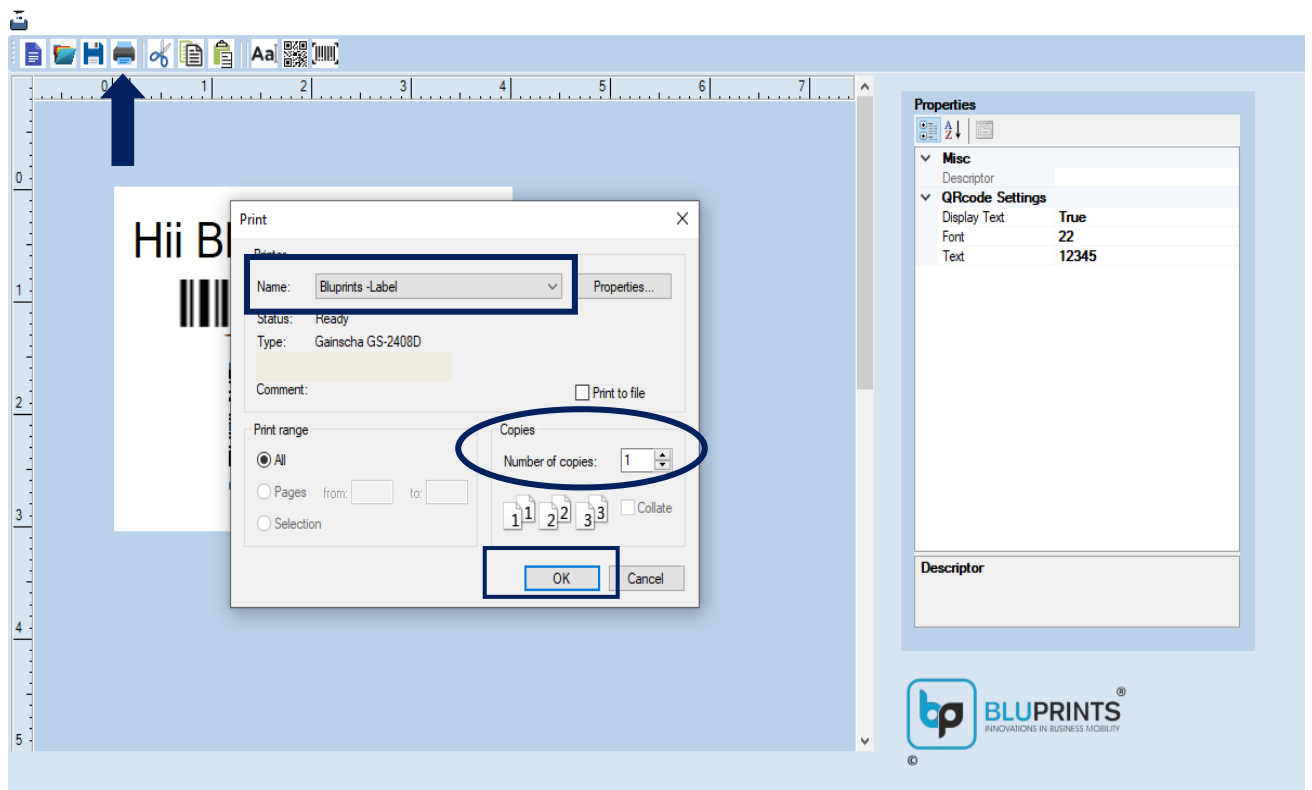 Aa
0 1 2 3 4 5 6 7
Properties
A
Z
Misc
Descriptor
QRcode Settings
Display Text True
Font 22
Text 12345
0
1
2
3
4
5
Hii Bl
Print
Printer
Name: Bluprints -Label Properties...
Status: Ready
Type: Gainscha GS-2408D
Comment: Print to file
Print range Copies
All Number of copies: 1
Pages from: to:
1 1 2 2 3 3 Collate
Selection
OK Cancel
Descriptor
bp BLUPRINTS ®
INNOVATIONS IN BUSINESS MOBILITY
©